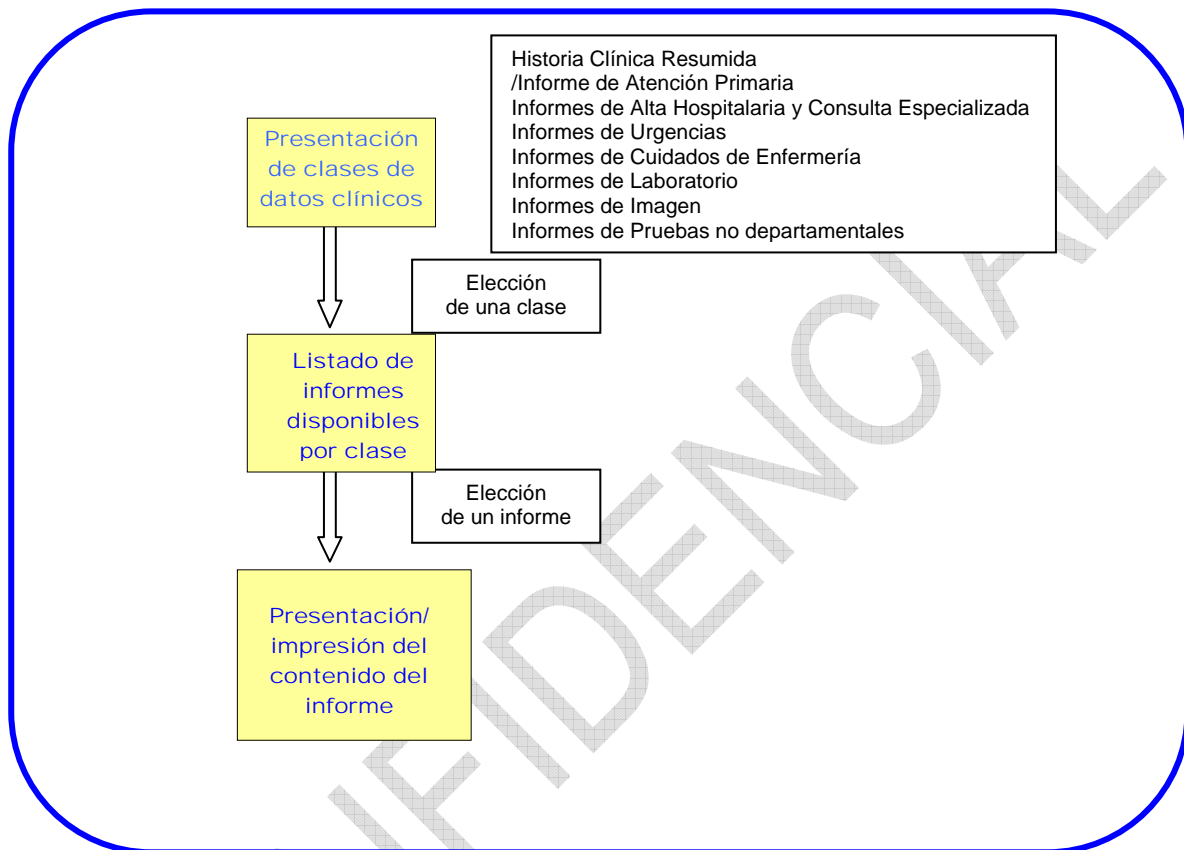 Historia Clínica Resumida
/Informe de Atención Primaria
Informes de Alta Hospitalaria y Consulta Especializada
Informes de Urgencias
Informes de Cuidados de Enfermería
Informes de Laboratorio
Informes de Imagen
Informes de Pruebas no departamentales
Presentación
de clases de
datos clínicos
Elección
de una clase
Listado de
informes
disponibles
por clase
Elección
de un informe
Presentación/
impresión del
contenido del
informe
FIDENCIAL